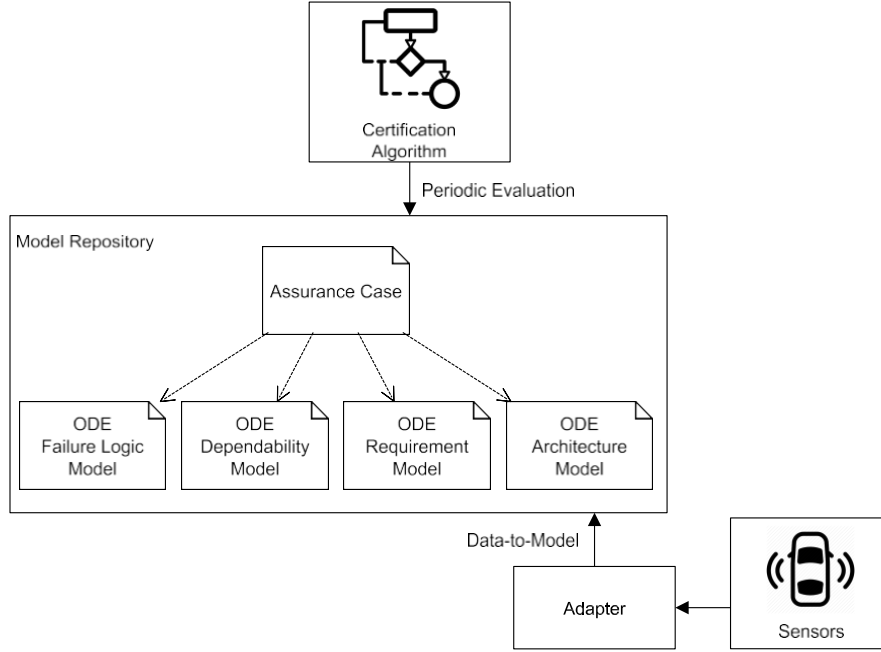 Certification
Algorithm
Periodic Evaluation
Model Repository
Assurance Case
ODE
Failure Logic
Model
ODE
Dependability
Model
ODE
Requirement
Model
ODE
Architecture
Model
Data-to-Model
Adapter
Sensors